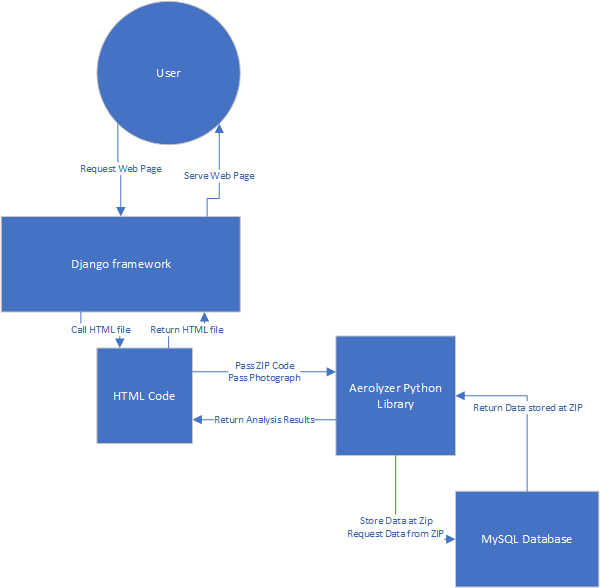 User
Request Web Page
Serve Web Page
Django framework
Call HTML file
Return HTML file
HTML Code
Pass ZIP Code
Pass Photograph
Return Analysis Results
Aerolyzer Python
Library
Return Data stored at ZIP
Store Data at Zip
Request Data from ZIP
MySQL Database